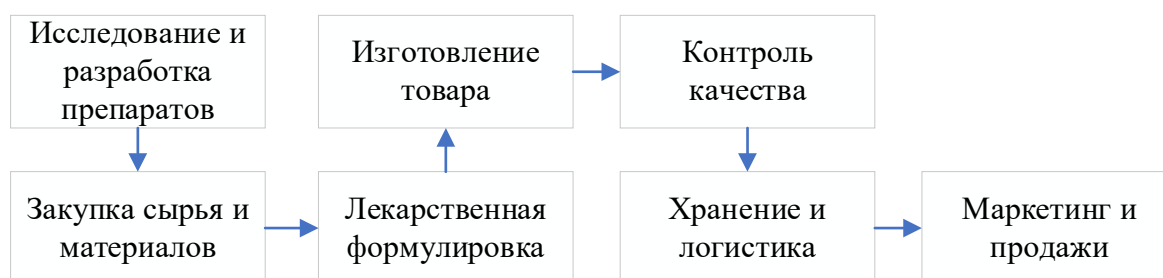 Исследование и
разработка
препаратов
Закупка сырья и
материалов
Лекарственная
формулировка
Изготовление
товара
Контроль
качества
Хранение и
логистика
Маркетинг и
продажи